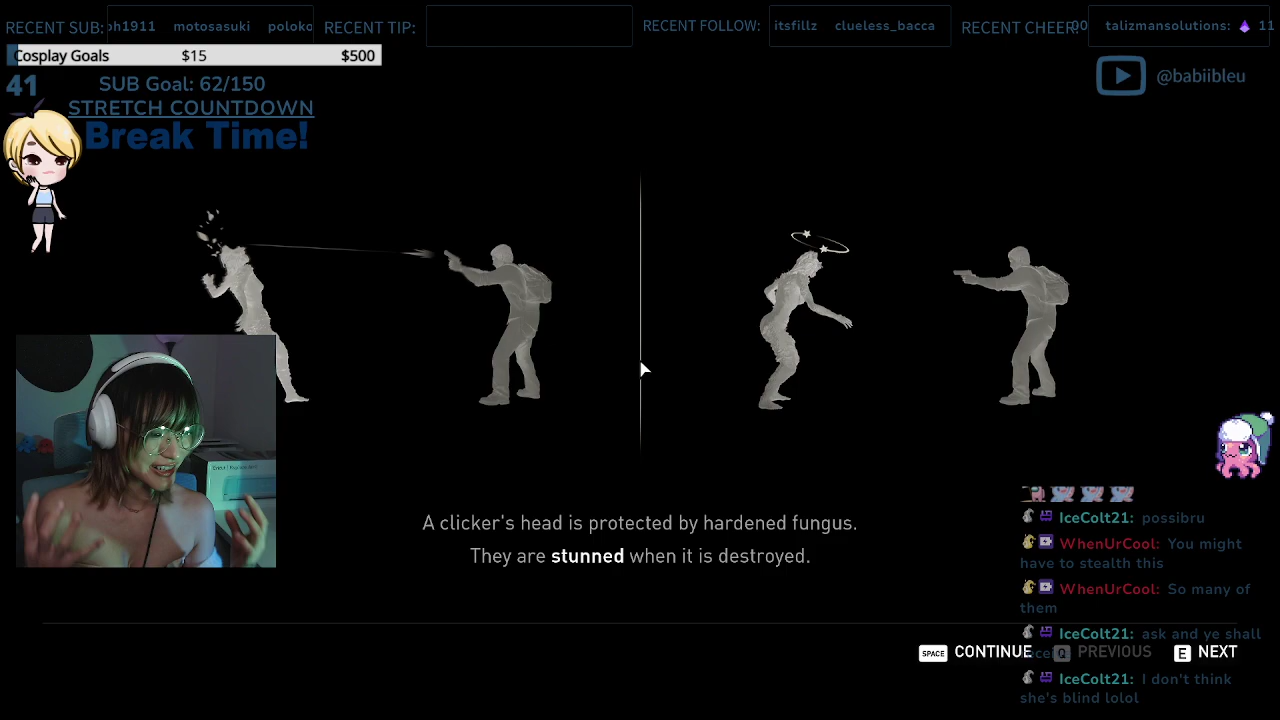 RECENT SUB:
motosasuki
RECENT TIP:
RECENT FOLLOW:
itsfillz clueless_bacca
RECENT CHEER:
talizmansolutions: 11
Cosplay Goals $15 $500
41
SUB Goal: 62/150
STRETCH COUNTDOWN
Break Time!
@babiibleu
A clicker's head is protected by hardened fungus.
They are stunned when it is destroyed.
IceColt21: possibru
WhenUrCool: You might
have to stealth this
WhenUrCool: So many of
them
IceColt21: ask and ye shall
SPACE CONTINUE Q PREVIOUS E NEXT
IceColt21: I don't think
she's blind lolol